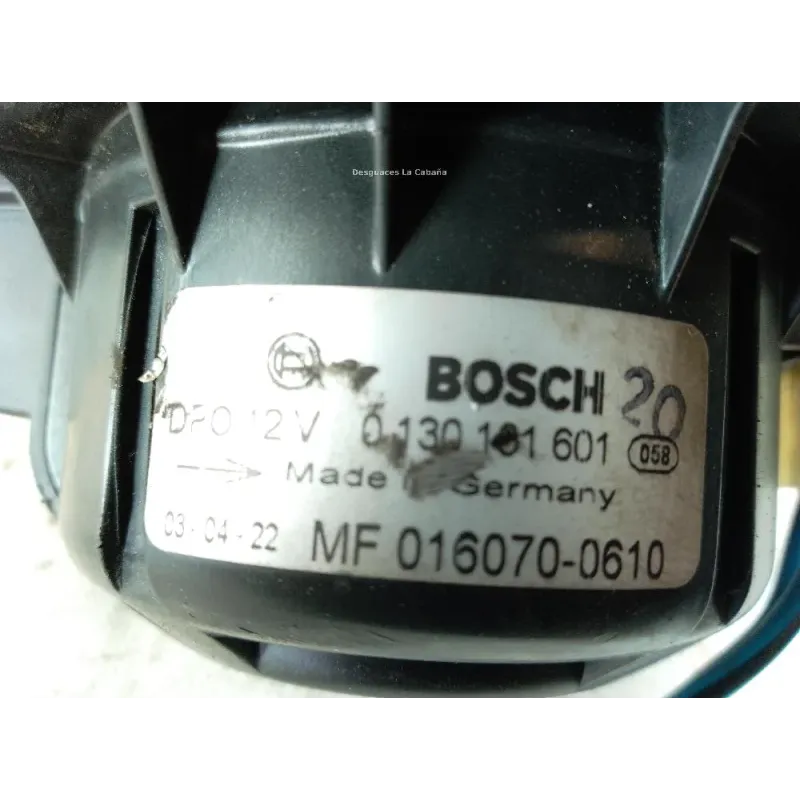 Desguaces La Cabaña
BOSCH 20
DPO 12 V 0 130 101 601 058
Made in Germany
03-04-22 MF 016070-0610